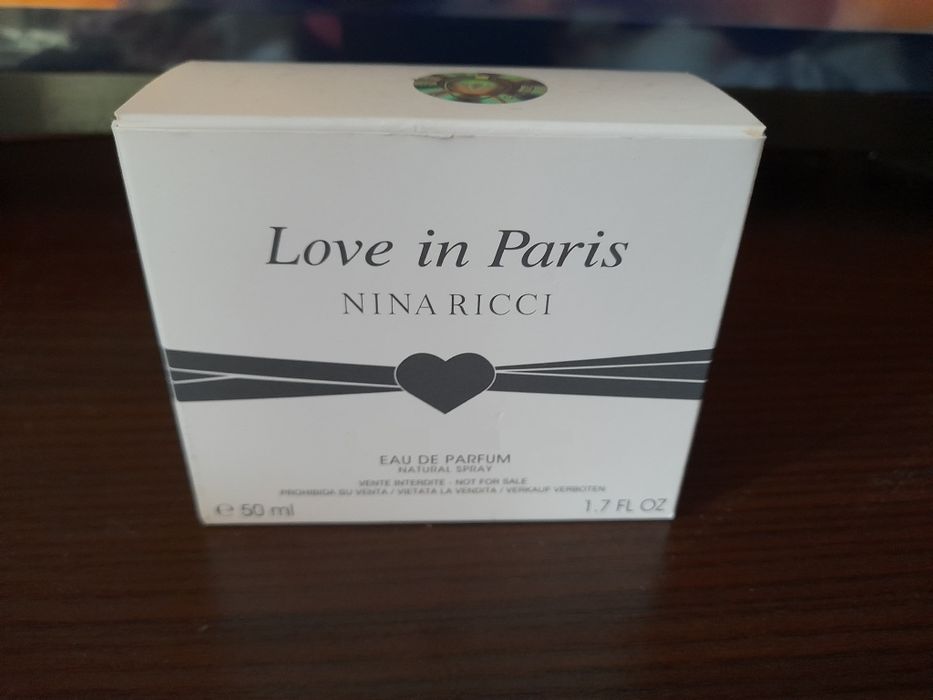 Love in Paris
NINA RICCI
EAU DE PARFUM
NATURAL SPRAY
VENTE INTERDITE - NOT FOR SALE
PROHIBIDA SU VENTA / VIETATA LA VENDITA / VERKAUF VERBOTEN
℮ 50 ml
1.7 FL OZ